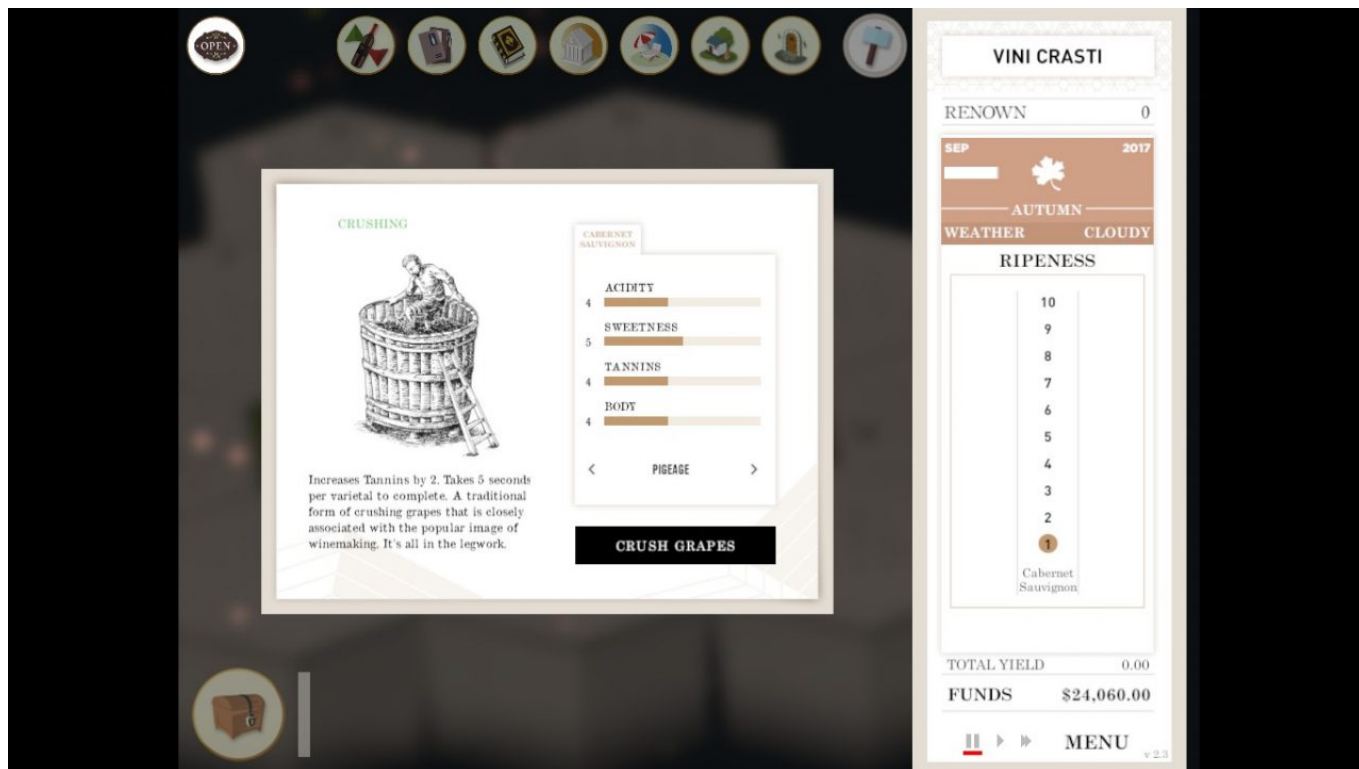 OPEN
VINI CRASTI
RENOWN 0
SEP 2017
AUTUMN
WEATHER CLOUDY
RIPENESS
10
9
8
7
6
5
4
3
2
1
Cabernet
Sauvignon
TOTAL YIELD 0.00
FUNDS $24,060.00
MENU
v 2.3
CRUSHING
Increases Tannins by 2. Takes 5 seconds
per varietal to complete. A traditional
form of crushing grapes that is closely
associated with the popular image of
winemaking. It's all in the legwork.
CABERNET
SAUVIGNON
ACIDITY
4
SWEETNESS
5
TANNINS
4
BODY
4
< PIGEAGE >
CRUSH GRAPES